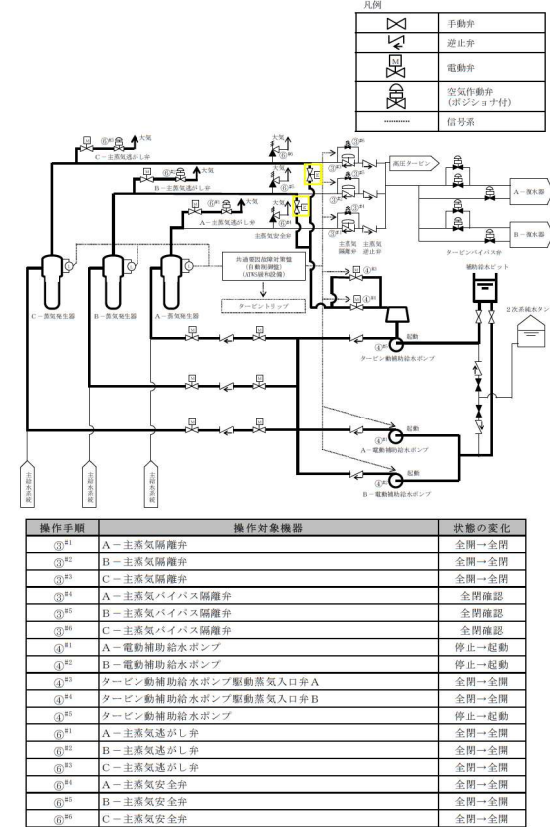 凡例
手動弁
逆止弁
M
電動弁
空気作動弁
(ポジショナ付)
信号系
M
⑥#3
大気
C－主蒸気逃がし弁
M
⑥#2
大気
B－主蒸気逃がし弁
M
⑥#1
大気
A－主蒸気逃がし弁
大気
⑥#6
大気
⑥#5
大気
⑥#4
主蒸気安全弁
主蒸気
隔離弁
主蒸気
逆止弁
高圧タービン
A－復水器
B－復水器
タービンバイパス弁
共通要因故障対策盤
(自動制御盤)
(ATWS緩和設備)
タービントリップ
C－蒸気発生器
B－蒸気発生器
A－蒸気発生器
M
④#3
M
④#4
補助給水ピット
2次系純水タン
起動
④#5
タービン動補助給水ポンプ
起動
④#1
A－電動補助給水ポンプ
起動
④#2
B－電動補助給水ポンプ
主給水系統
主給水系統
主給水系統
操作手順 操作対象機器 状態の変化
③#1 A－主蒸気隔離弁 全開→全閉
③#2 B－主蒸気隔離弁 全開→全閉
③#3 C－主蒸気隔離弁 全開→全閉
③#4 A－主蒸気バイパス隔離弁 全閉確認
③#5 B－主蒸気バイパス隔離弁 全閉確認
③#6 C－主蒸気バイパス隔離弁 全閉確認
④#1 A－電動補助給水ポンプ 停止→起動
④#2 B－電動補助給水ポンプ 停止→起動
④#3 タービン動補助給水ポンプ駆動蒸気入口弁A 全閉→全開
④#4 タービン動補助給水ポンプ駆動蒸気入口弁B 全閉→全開
④#5 タービン動補助給水ポンプ 停止→起動
⑥#1 A－主蒸気逃がし弁 全閉→全開
⑥#2 B－主蒸気逃がし弁 全閉→全開
⑥#3 C－主蒸気逃がし弁 全閉→全開
⑥#4 A－主蒸気安全弁 全閉→全開
⑥#5 B－主蒸気安全弁 全閉→全開
⑥#6 C－主蒸気安全弁 全閉→全開